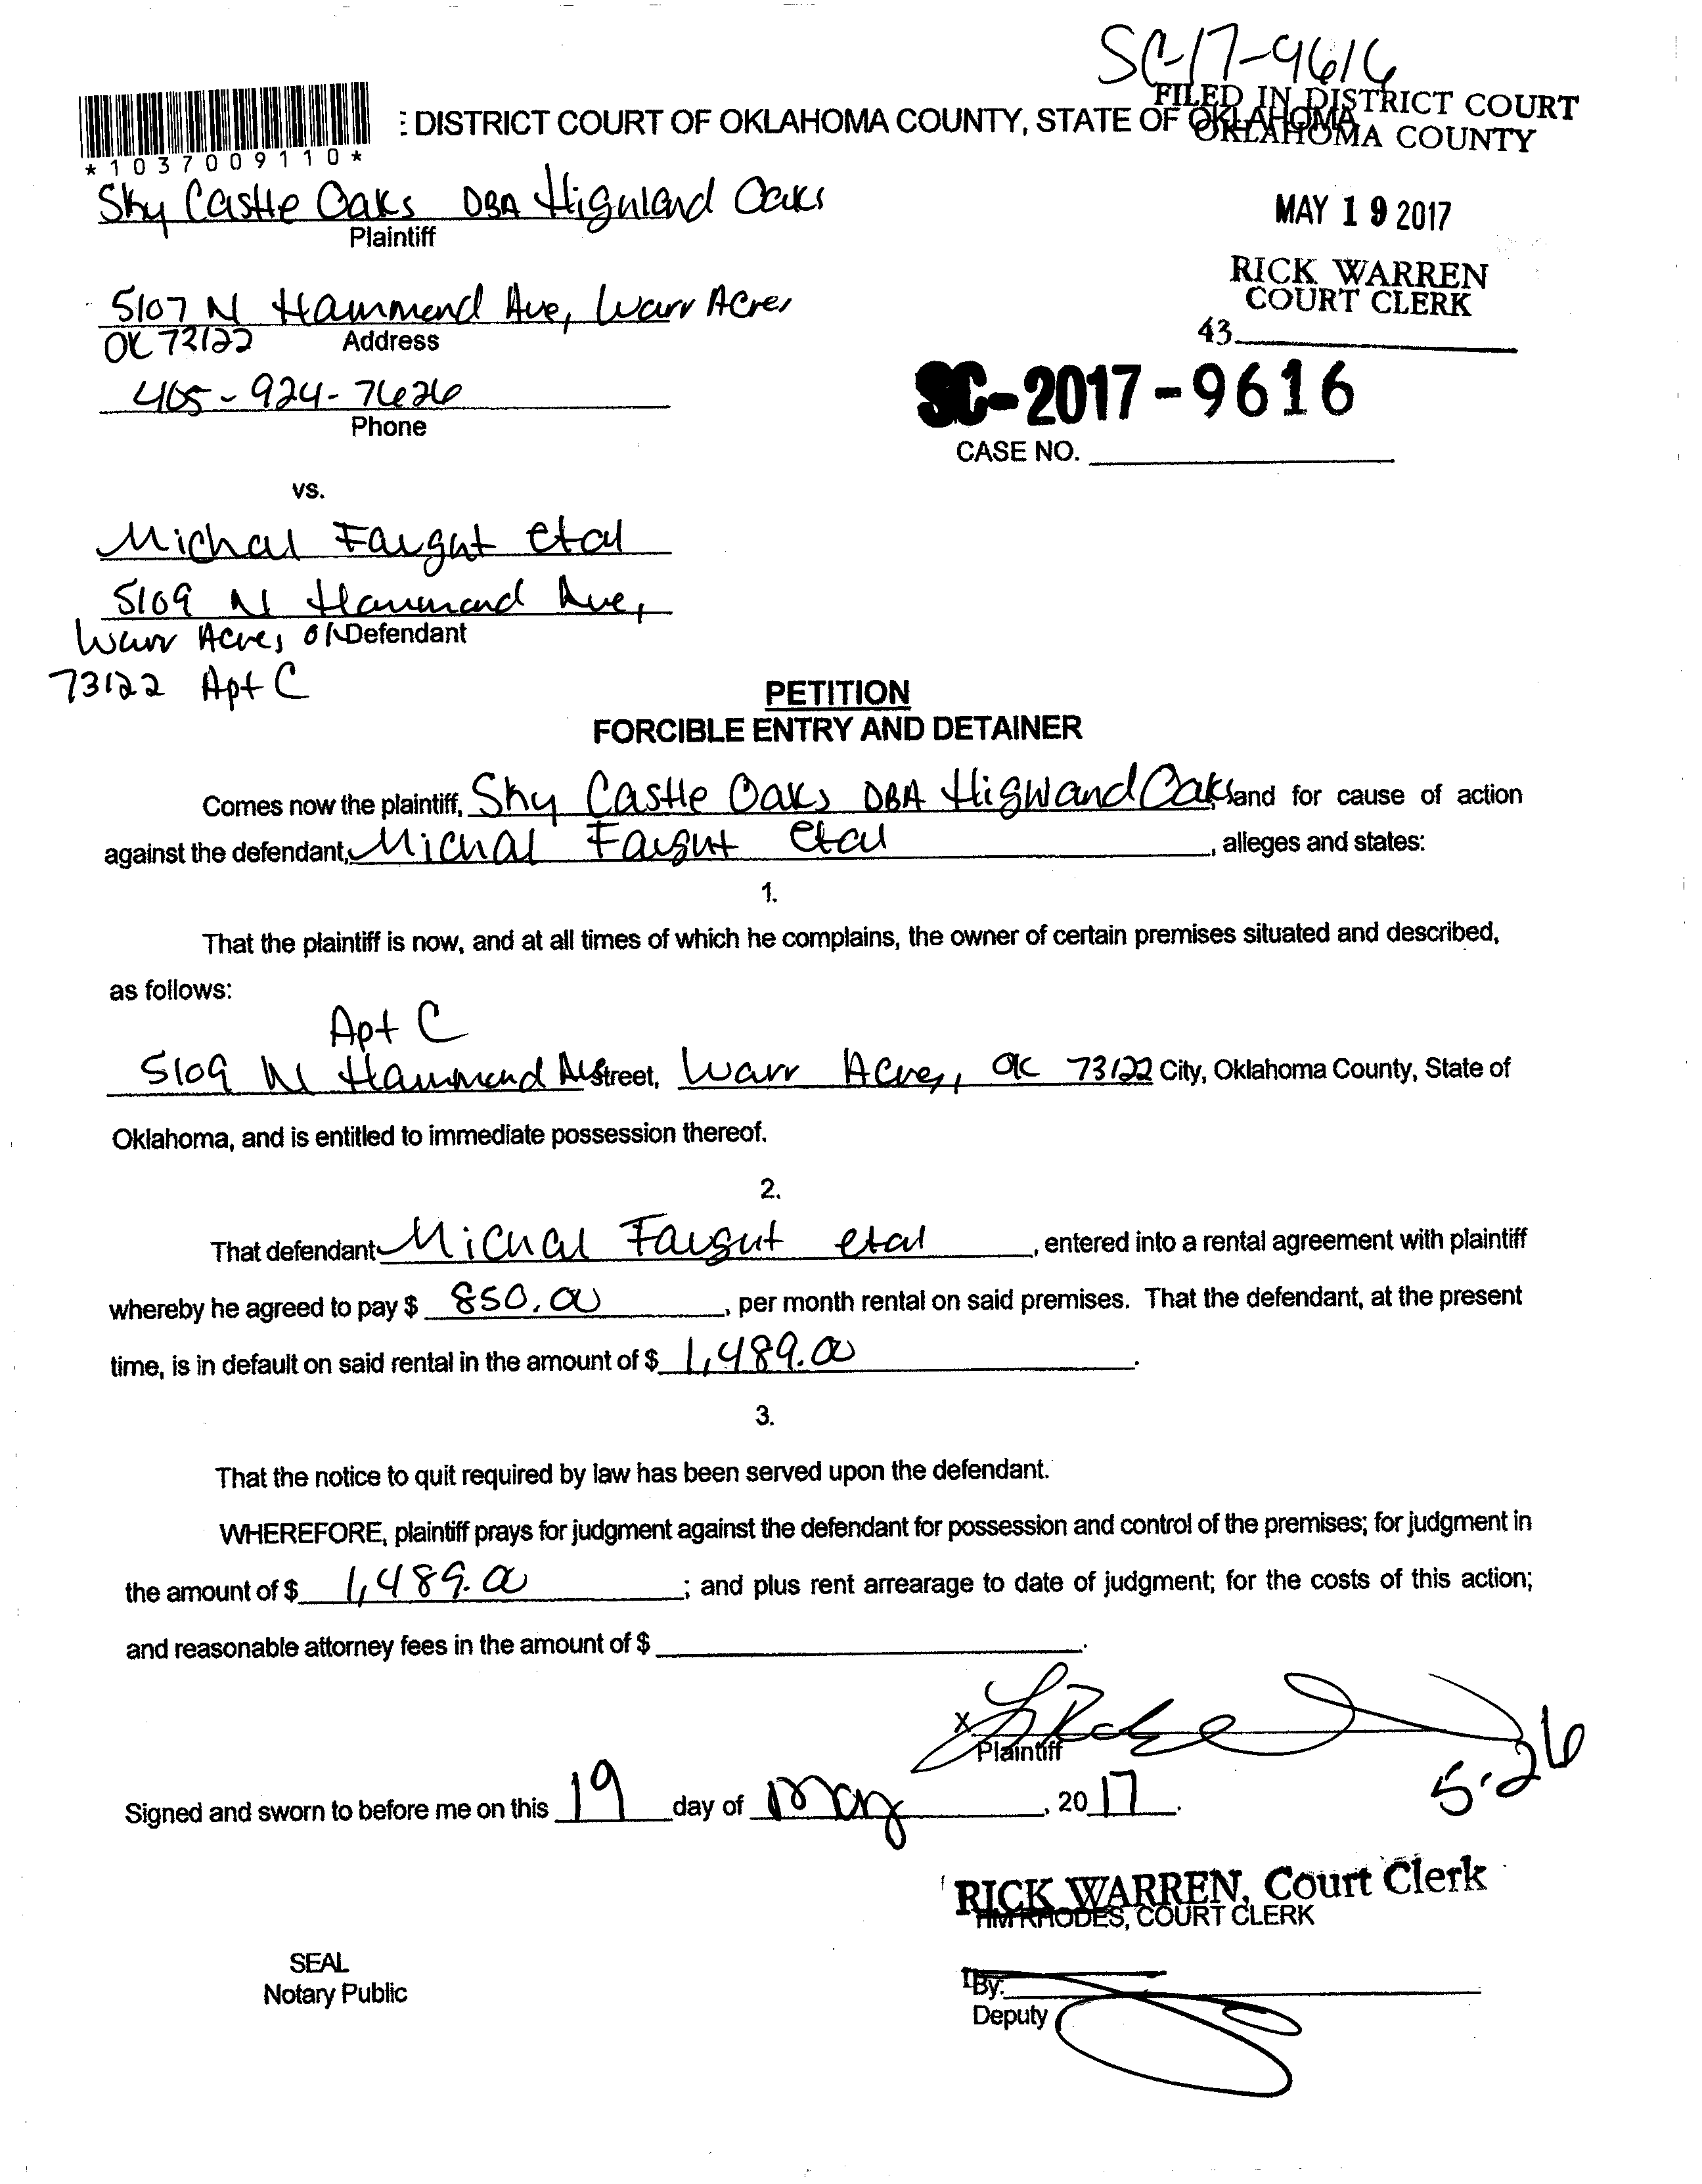 SC-17-9616
FILED IN DISTRICT COURT
: DISTRICT COURT OF OKLAHOMA COUNTY, STATE OF OKLAHOMA
OKLAHOMA COUNTY
*1037009110*
Sky Castle Oaks DBA Highland Oaks
Plaintiff
MAY 19 2017
RICK WARREN
COURT CLERK
43
5107 N Hammond Ave, Warr Acres
OK 73122 Address
405-924-7626
Phone
SC-2017-9616
CASE NO.
vs.
Michal Faught etal
5109 N Hammond Ave,
Warr Acres OK Defendant
73122 Apt C
PETITION
FORCIBLE ENTRY AND DETAINER
Comes now the plaintiff, Sky Castle Oaks DBA Highland Oaks, and for cause of action
against the defendant, Michal Faught etal, alleges and states:
1.
That the plaintiff is now, and at all times of which he complains, the owner of certain premises situated and described,
as follows:
Apt C
5109 N Hammond Ave Street, Warr Acres, OK 73122 City, Oklahoma County, State of
Oklahoma, and is entitled to immediate possession thereof.
2.
That defendant Michal Faught etal, entered into a rental agreement with plaintiff
whereby he agreed to pay $ 850.00, per month rental on said premises. That the defendant, at the present
time, is in default on said rental in the amount of $ 1,489.00.
3.
That the notice to quit required by law has been served upon the defendant.
WHEREFORE, plaintiff prays for judgment against the defendant for possession and control of the premises; for judgment in
the amount of $ 1,489.00; and plus rent arrearage to date of judgment; for the costs of this action;
and reasonable attorney fees in the amount of $
X
Plaintiff
5-26
Signed and sworn to before me on this 19 day of May, 2017.
RICK WARREN, Court Clerk
TIM RHODES, COURT CLERK
SEAL
Notary Public
By:
Deputy